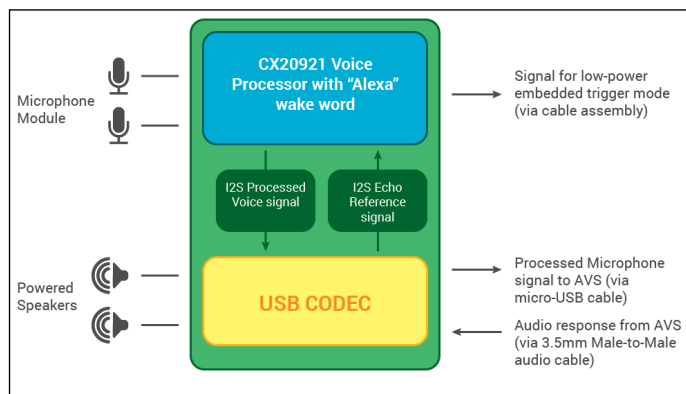 CX20921 Voice
Processor with “Alexa”
wake word
Microphone
Module
Signal for low-power
embedded trigger mode
(via cable assembly)
I2S Processed
Voice signal
I2S Echo
Reference
signal
Powered
Speakers
USB CODEC
Processed Microphone
signal to AVS (via
micro-USB cable)
Audio response from AVS
(via 3.5mm Male-to-Male
audio cable)